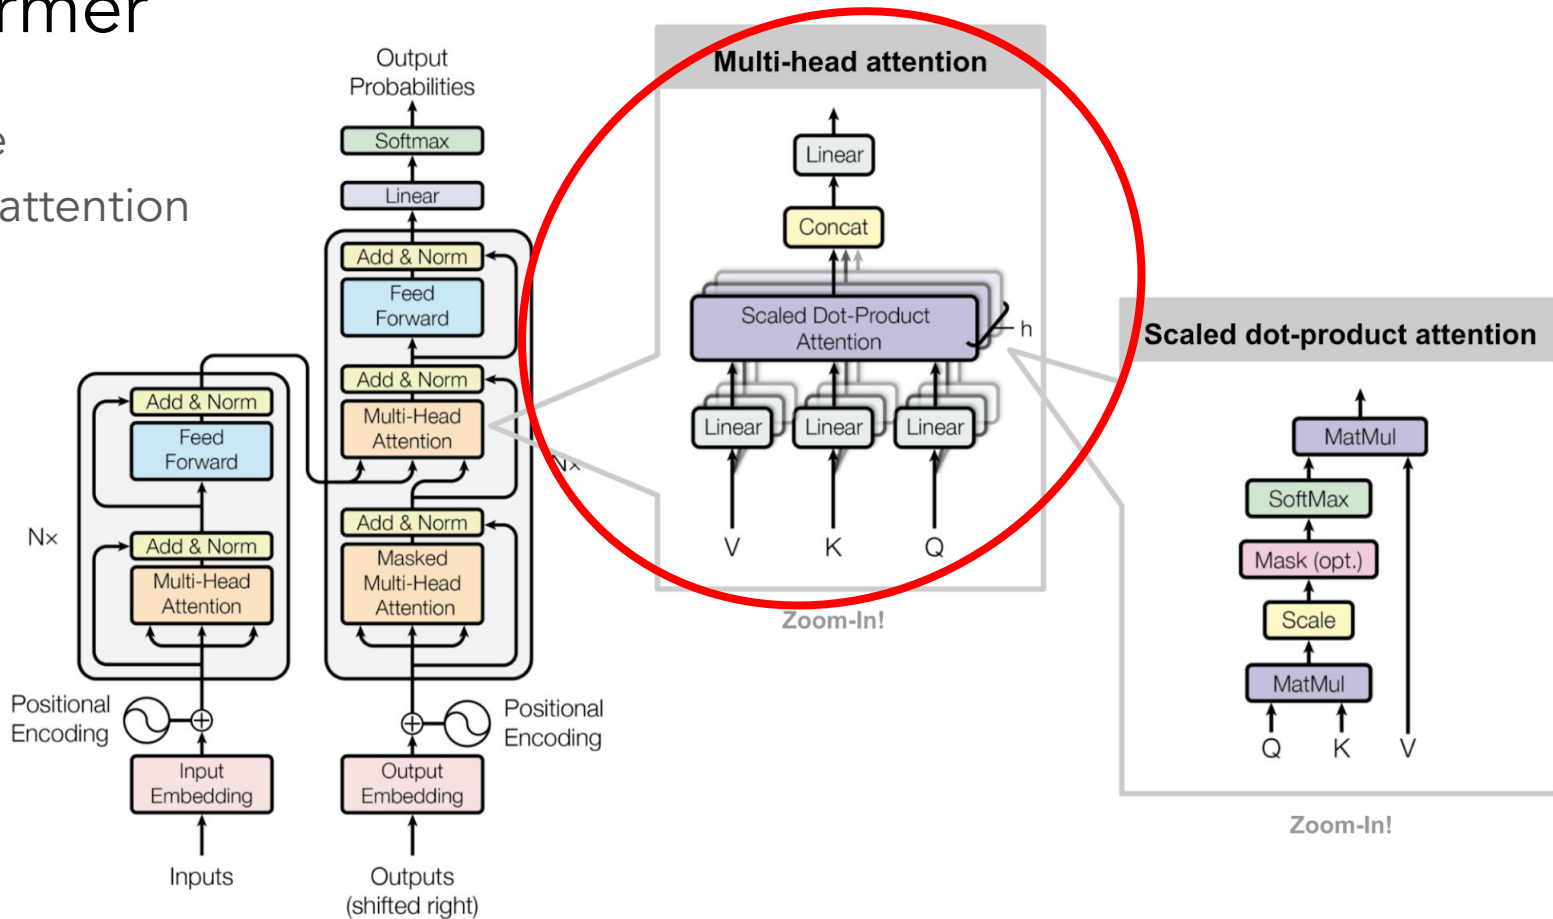 attention
Output
Probabilities
Softmax
Linear
Add & Norm
Feed
Forward
Add & Norm
Multi-Head
Attention
Nx
Add & Norm
Masked
Multi-Head
Attention
Positional
Encoding
Output
Embedding
Outputs
(shifted right)
Add & Norm
Feed
Forward
Nx
Add & Norm
Multi-Head
Attention
Positional
Encoding
Input
Embedding
Inputs
Multi-head attention
Linear
Concat
Scaled Dot-Product
Attention
h
Linear
Linear
Linear
V
K
Q
Zoom-In!
Scaled dot-product attention
MatMul
SoftMax
Mask (opt.)
Scale
MatMul
Q
K
V
Zoom-In!